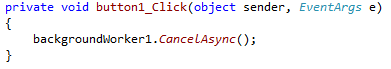 private void button1_Click(object sender, EventArgs e)
{
    backgroundWorker1.CancelAsync();
}